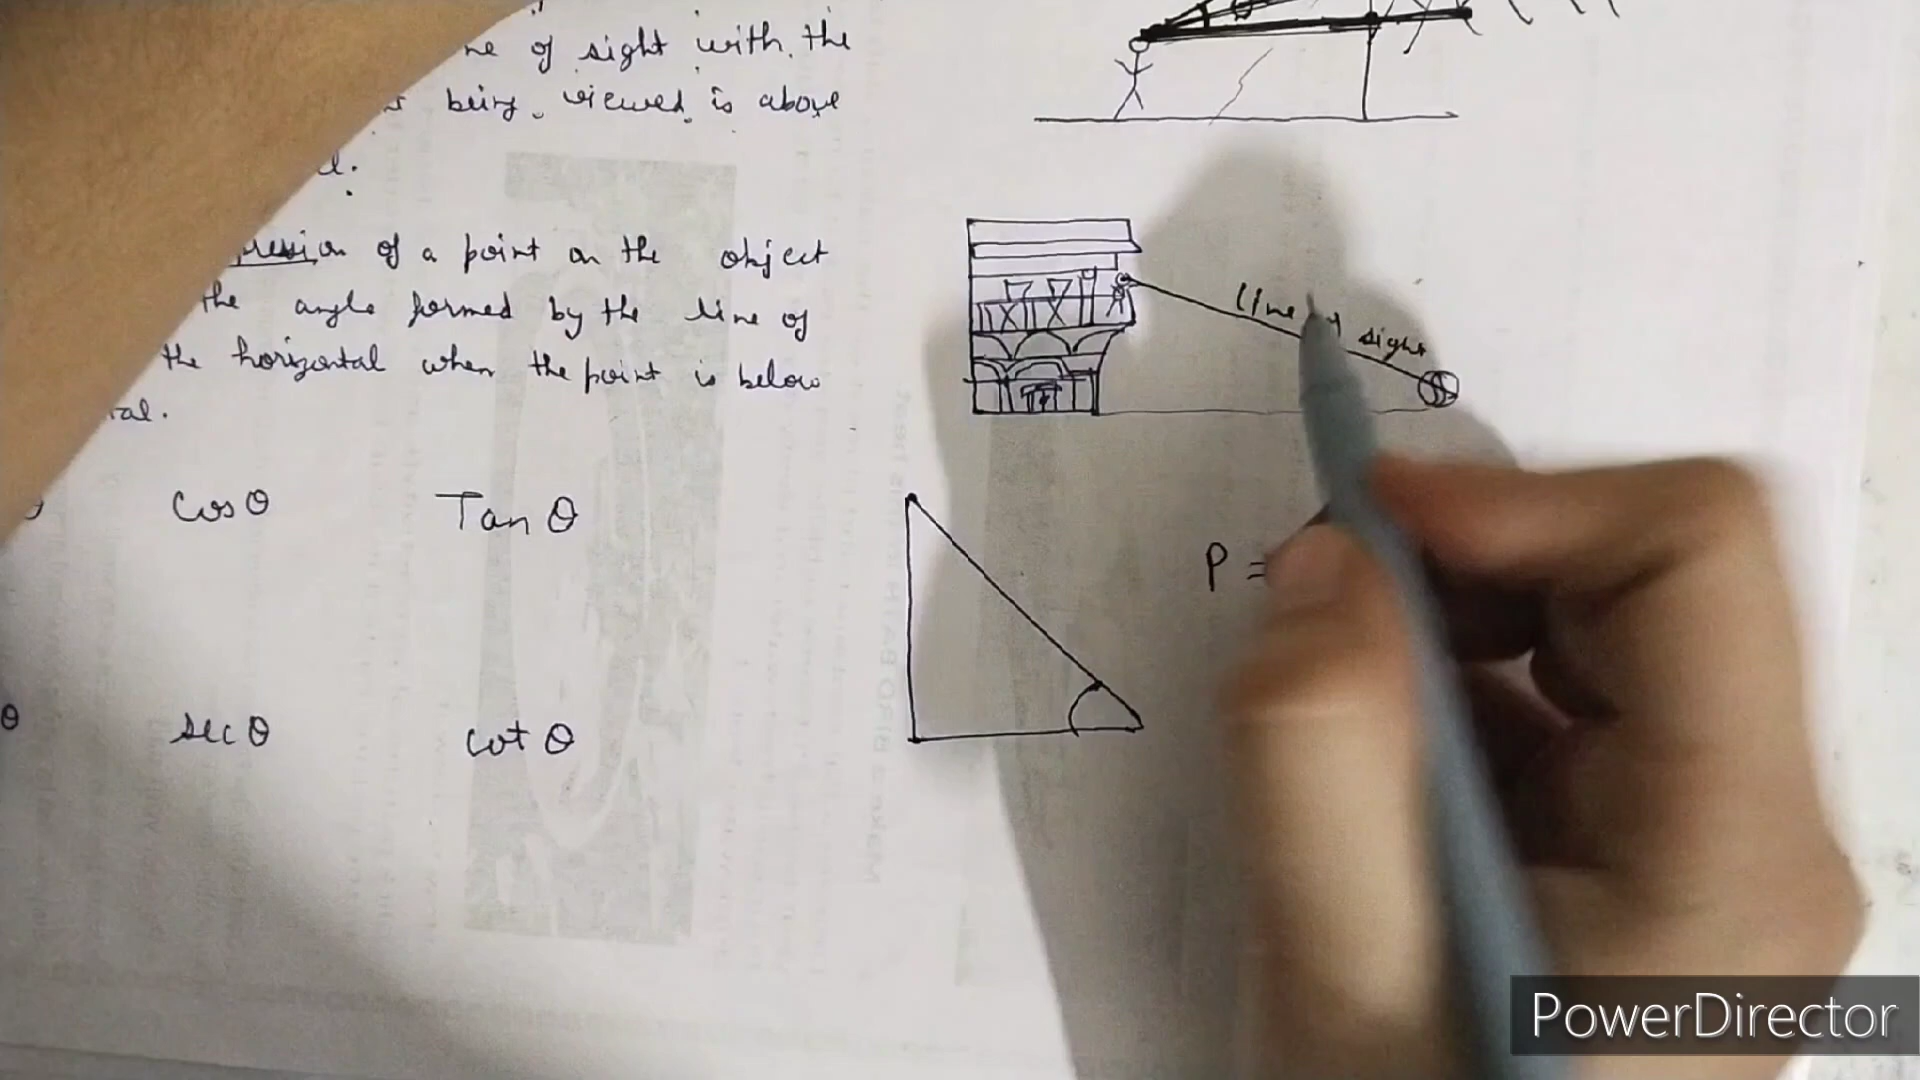 of sight with the
being viewed is above
of a point on the object
the angle formed by the line of
the horizontal when the point is below
line of sight
Cos θ
Tan θ
P =
θ
sec θ
cot θ
PowerDirector